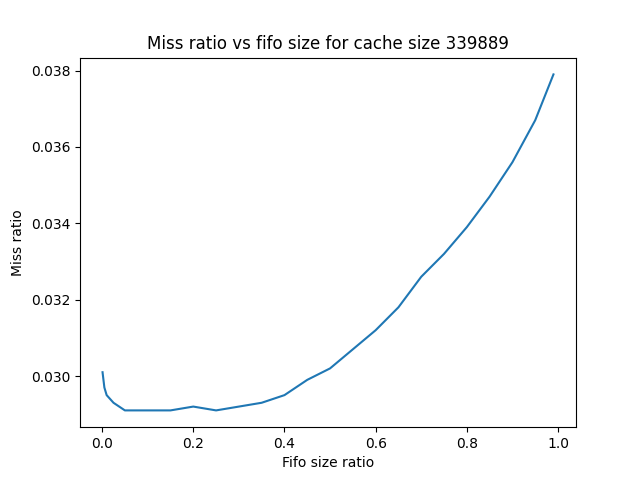 Miss ratio vs fifo size for cache size 339889
0.038
0.036
0.034
0.032
0.030
Miss ratio
0.0 0.2 0.4 0.6 0.8 1.0
Fifo size ratio